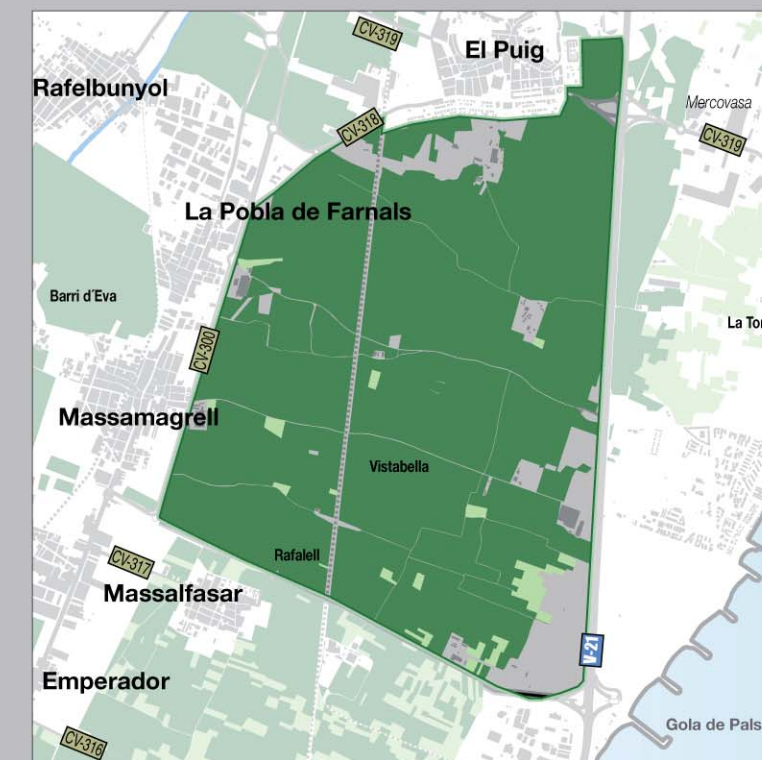 CV-319
El Puig
Rafelbunyol
Mercovasa
CV-318
CV-319
La Pobla de Farnals
Barri d´Eva
La Tor
CV-300
Massamagrell
Vistabella
Rafalell
CV-317
Massalfasar
V-21
Emperador
Gola de Pals
CV-316